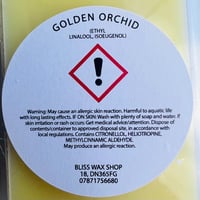 GOLDEN ORCHID
(ETHYL
LINALOOL, ISOEUGENOL)
Warning: May cause an allergic skin reaction. Harmful to aquatic life
with long lasting effects. IF ON SKIN: Wash with plenty of soap and water. if
skin irritation or rash occurs: Get medical advice/attention. Dispose of
contents/container to approved disposal site, in accordance with
local regulations. Contains CITRONELLOL, HELIOTROPINE,
METHYLCINNAMIC ALDEHYDE.
May produce an allergic reaction.
BLISS WAX SHOP
18, DN365FG
07871756680